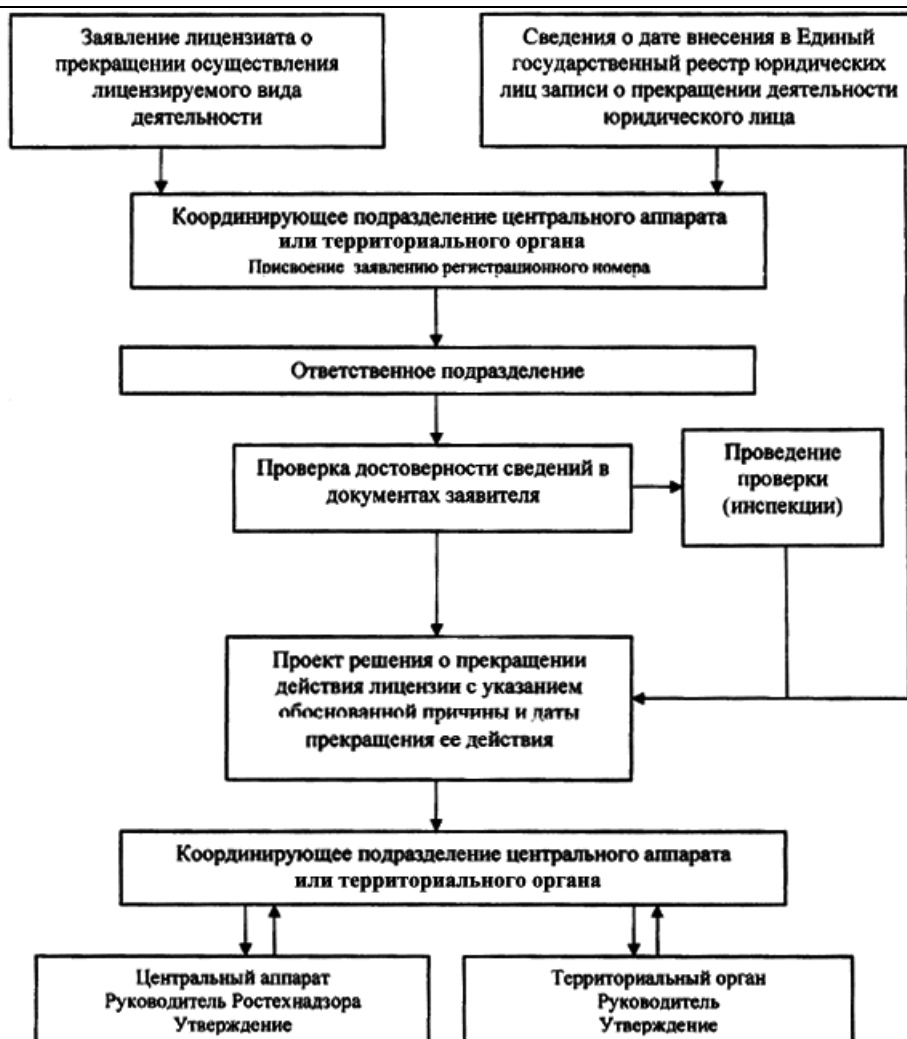 Заявление лицензиата о
прекращении осуществления
лицензируемого вида
деятельности
Сведения о дате внесения в Единый
государственный реестр юридических
лиц записи о прекращении деятельности
юридического лица
Координирующее подразделение центрального аппарата
или территориального органа
Присвоение заявлению регистрационного номера
Ответственное подразделение
Проверка достоверности сведений в
документах заявителя
Проведение
проверки
(инспекции)
Проект решения о прекращении
действия лицензии с указанием
обоснованной причины и даты
прекращения ее действия
Координирующее подразделение центрального аппарата
или территориального органа
Центральный аппарат
Руководитель Ростехнадзора
Утверждение
Территориальный орган
Руководитель
Утверждение